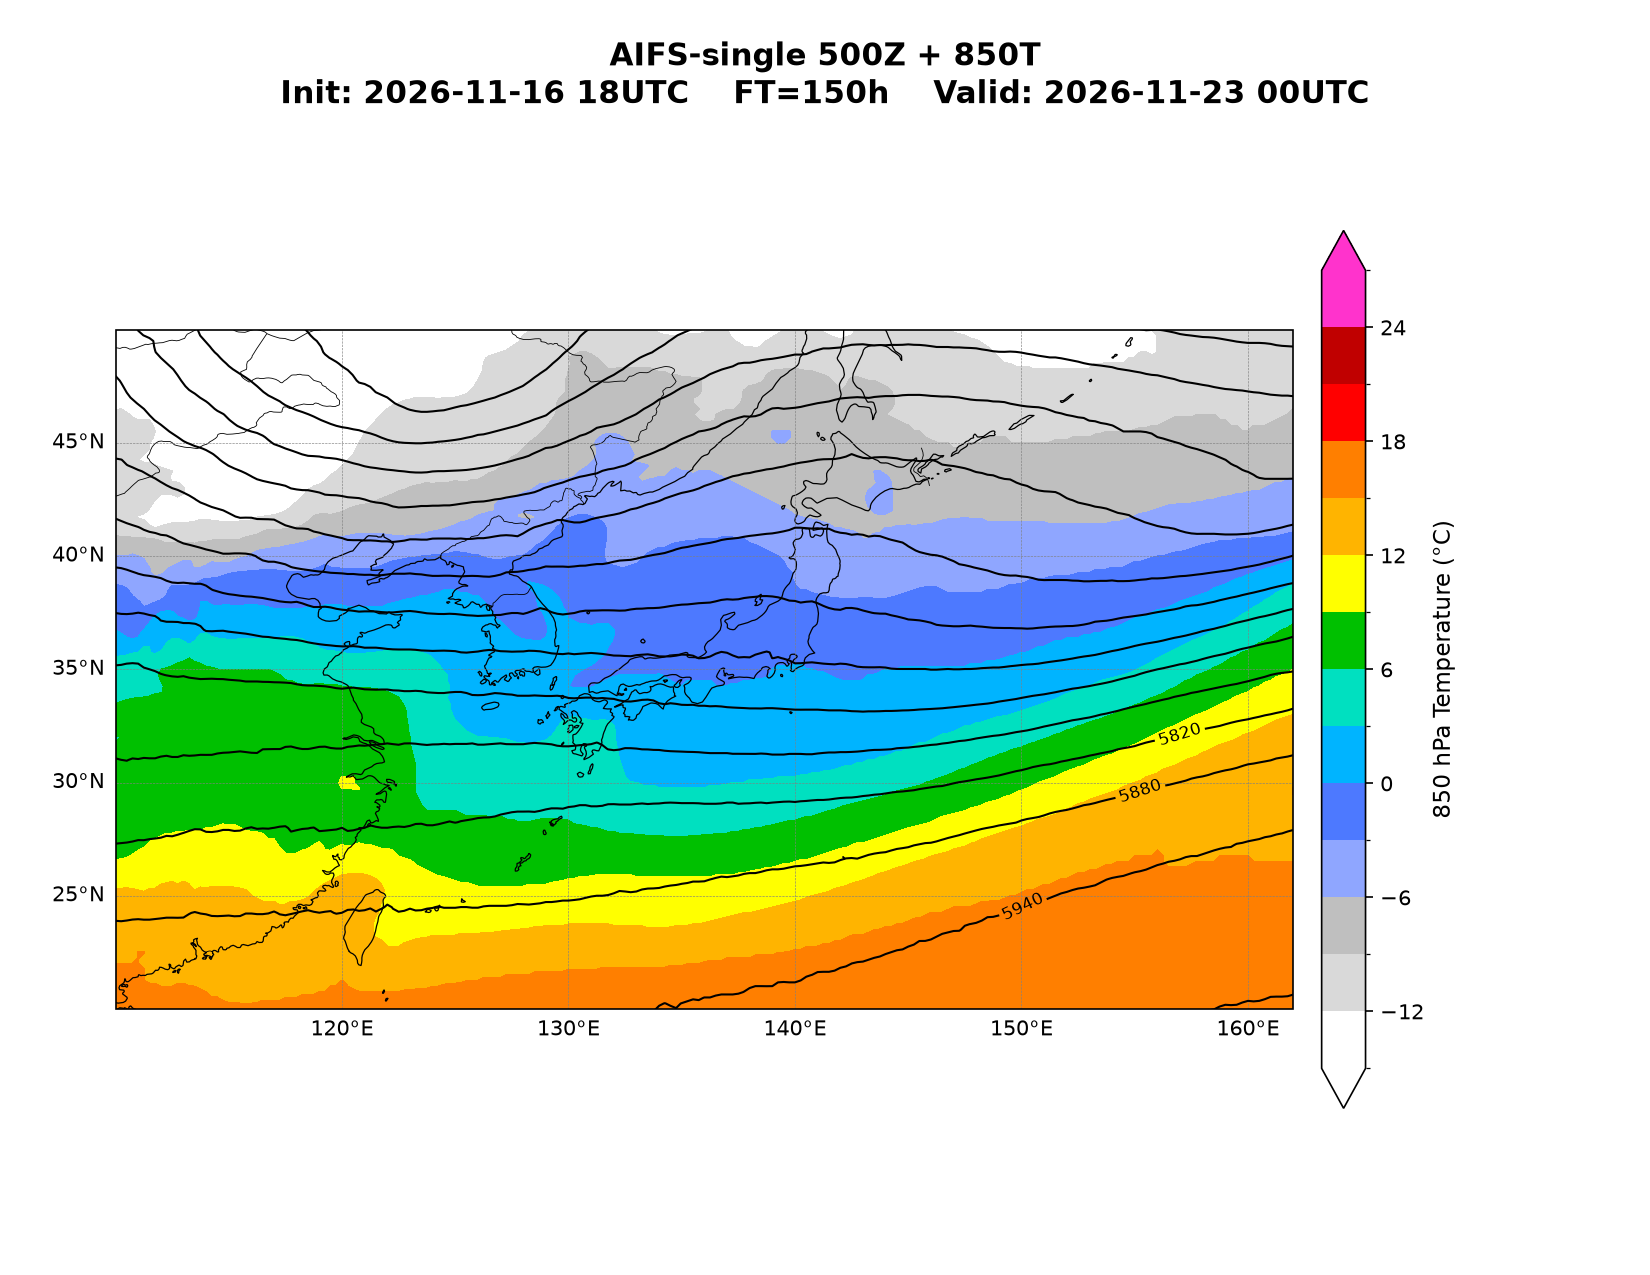 AIFS-single 500Z + 850T
Init: 2026-11-16 18UTC    FT=150h    Valid: 2026-11-23 00UTC
45°N
40°N
35°N
30°N
25°N
120°E
130°E
140°E
150°E
160°E
5820
5880
5940
24
18
12
6
0
−6
−12
850 hPa Temperature (°C)